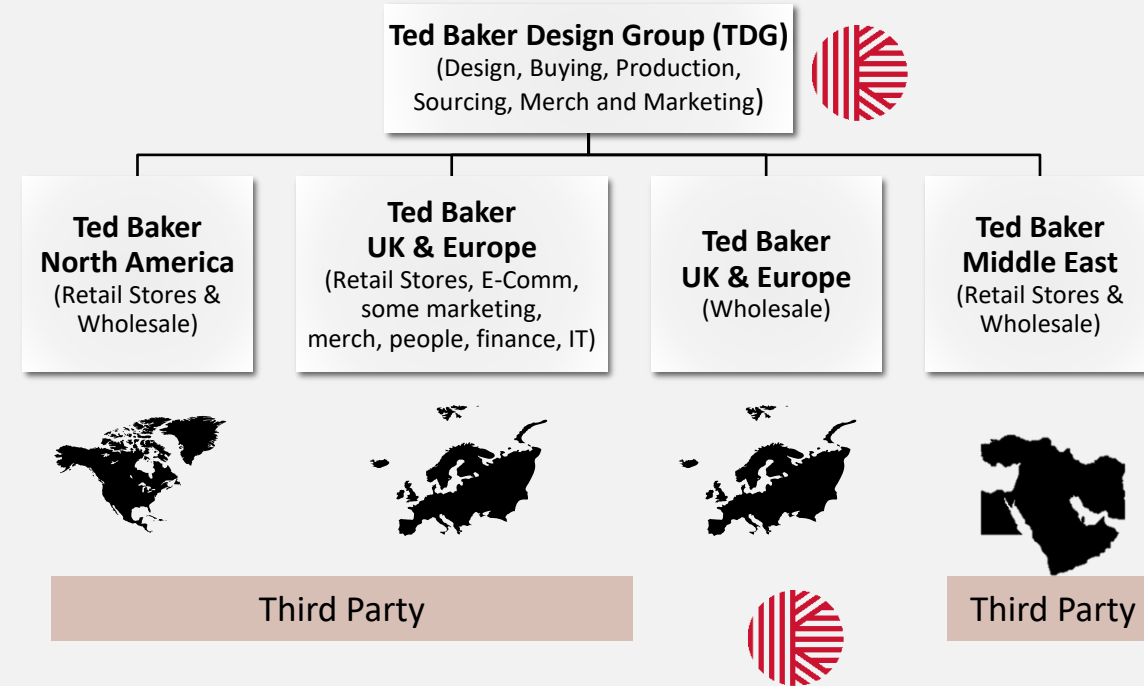 Ted Baker Design Group (TDG)
(Design, Buying, Production,
Sourcing, Merch and Marketing)
Ted Baker
North America
(Retail Stores &
Wholesale)
Ted Baker
UK & Europe
(Retail Stores, E-Comm,
some marketing,
merch, people, finance, IT)
Ted Baker
UK & Europe
(Wholesale)
Ted Baker
Middle East
(Retail Stores &
Wholesale)
Third Party
Third Party